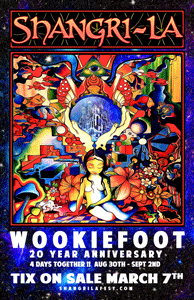 SHANGRI-LA
WOOKIEFOOT
20 YEAR ANNIVERSARY
4 DAYS TOGETHER !!! AUG 30TH - SEPT 2ND
TIX ON SALE MARCH 7TH
SHANGRILAFEST.COM